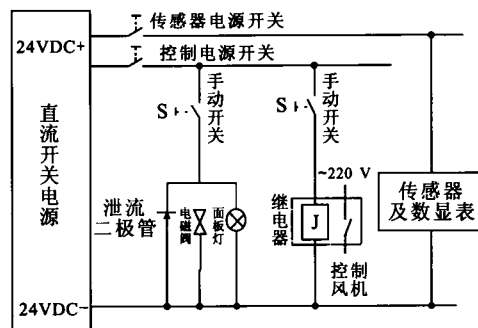 传感器电源开关
24VDC+
控制电源开关
直流开关电源
S
手动开关
S
手动开关
~220 V
泄流
二极管
电磁阀
面板灯
继电器
J
控制
风机
传感器
及数显表
24VDC-